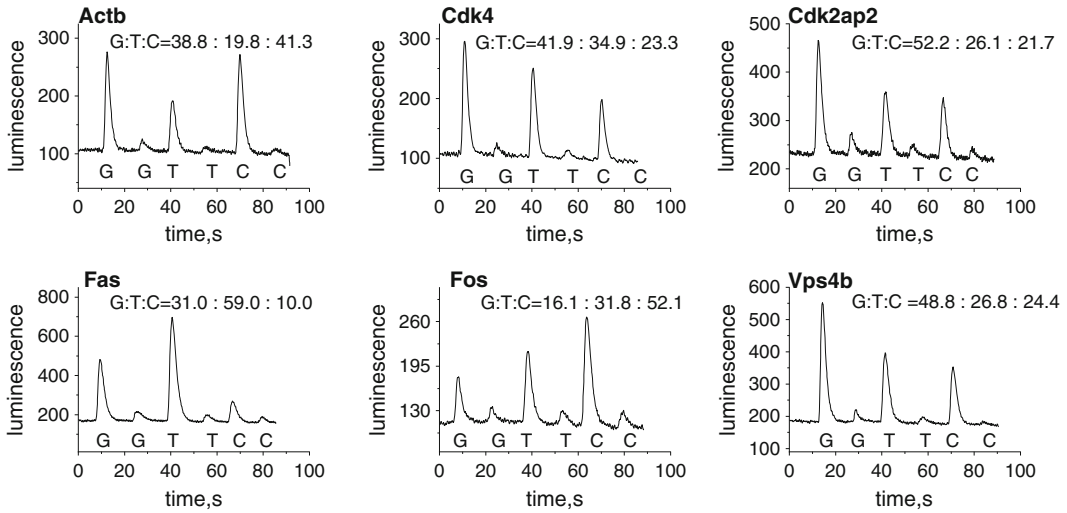 Actb
G:T:C=38.8 : 19.8 : 41.3
luminescence
300
200
100
G G T T C C
0 20 40 60 80 100
time,s
Cdk4
G:T:C=41.9 : 34.9 : 23.3
luminescence
300
200
100
G G T T C C
0 20 40 60 80 100
time,s
Cdk2ap2
G:T:C=52.2 : 26.1 : 21.7
luminescence
500
400
300
200
G G T T C C
0 20 40 60 80 100
time,s
Fas
G:T:C=31.0 : 59.0 : 10.0
luminescence
800
600
400
200
G G T T C C
0 20 40 60 80 100
time,s
Fos
G:T:C=16.1 : 31.8 : 52.1
luminescence
260
195
130
G G T T C C
0 20 40 60 80 100
time,s
Vps4b
G:T:C =48.8 : 26.8 : 24.4
luminescence
600
500
400
300
200
100
G G T T C C
0 20 40 60 80 100
time,s